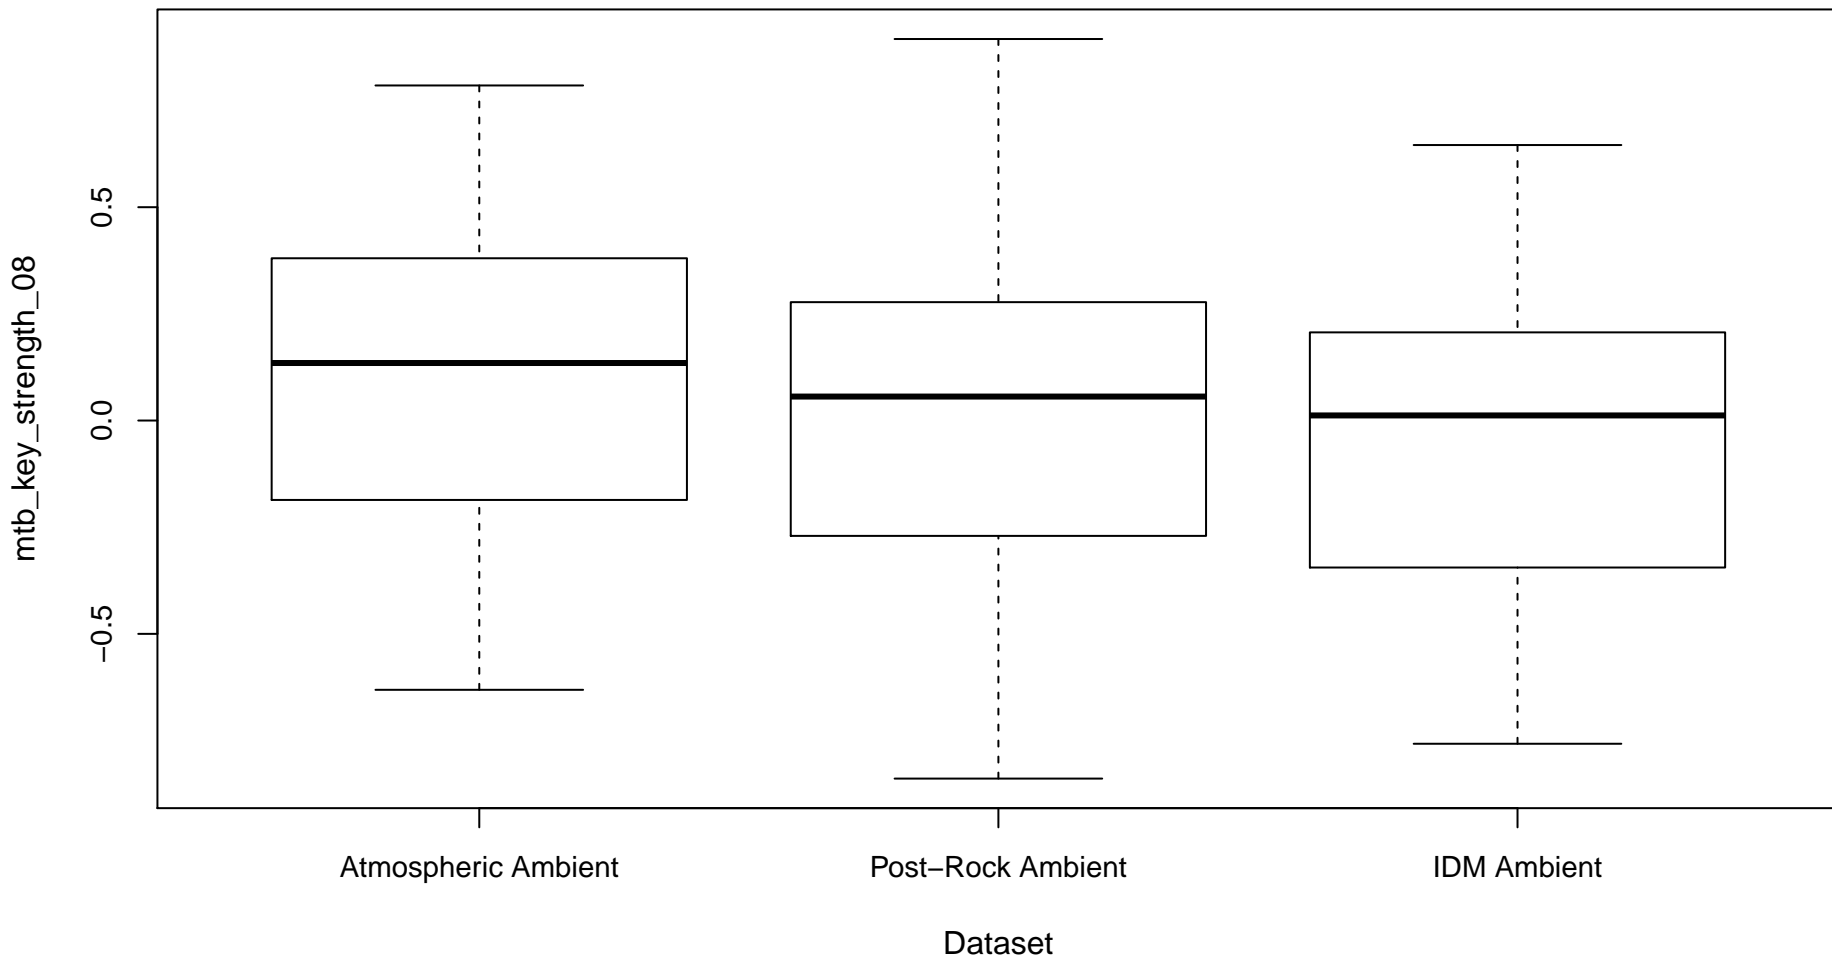 mtb_key_strength_08
0.5
0.0
−0.5
Atmospheric Ambient
Post−Rock Ambient
IDM Ambient
Dataset